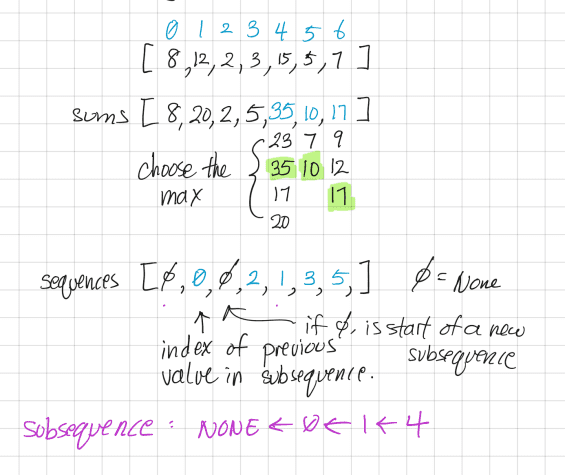 0 1 2 3 4 5 6
[ 8, 12, 2, 3, 15, 5, 7 ]
sums [ 8, 20, 2, 5, 35, 10, 17 ]
23 7 9
choose the { 35 10 12
max 17 17
20
sequences [∅, 0, ∅, 2, 1, 3, 5, ] ∅ = None
if ∅, is start of a new
subsequence
index of previous
value in subsequence.
subsequence : NONE ← 0 ← 1 ← 4